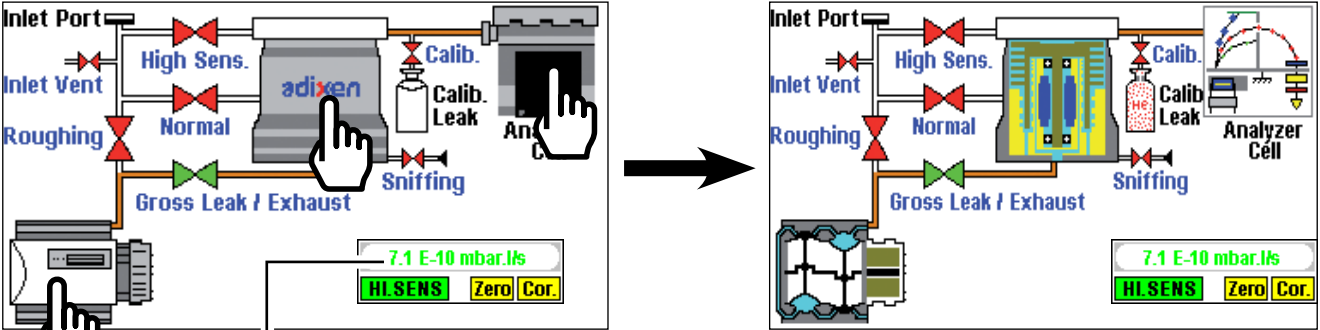 Inlet Port
High Sens.
Inlet Vent
Normal
Roughing
adixen
Calib.
Calib.
Leak
Sniffing
Gross Leak / Exhaust
7.1 E-10 mbar.l/s
HI.SENS Zero Cor.
Inlet Port
High Sens.
Inlet Vent
Normal
Roughing
Calib.
He
Calib
Leak
Analyzer
Cell
Sniffing
Gross Leak / Exhaust
7.1 E-10 mbar.l/s
HI.SENS Zero Cor.